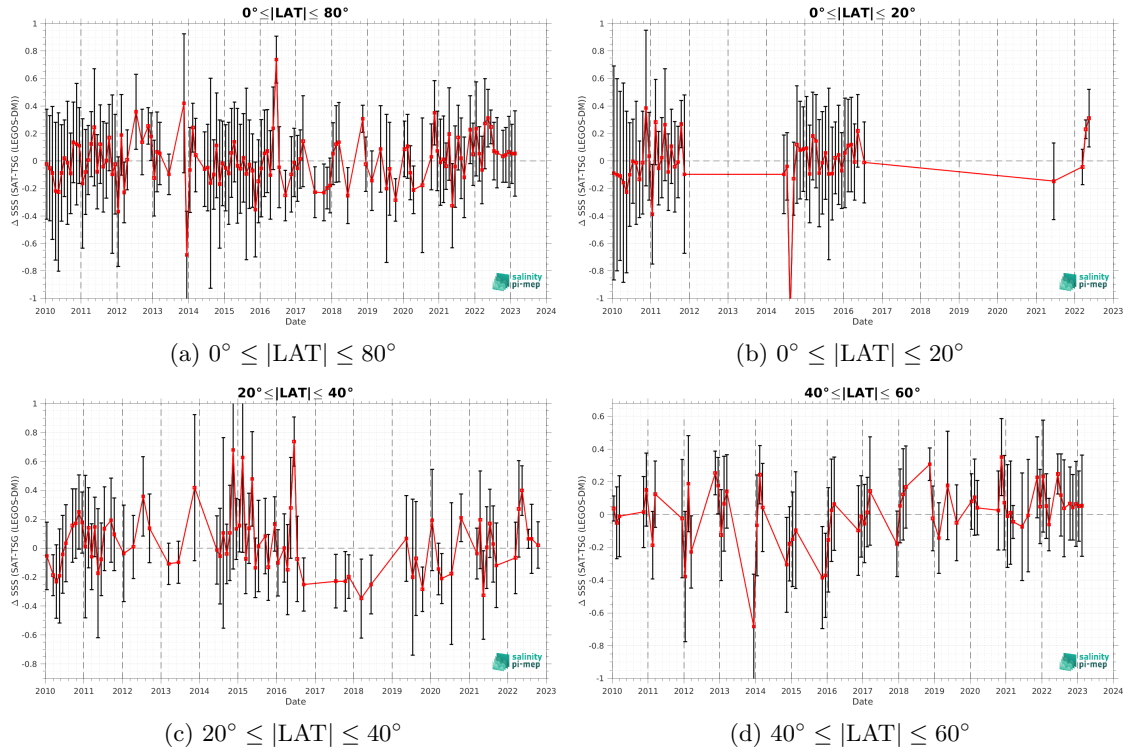 0°≤|LAT|≤ 80°
Δ SSS (SAT-TSG (LEGOS-DM))
1
0.8
0.6
0.4
0.2
0
-0.2
-0.4
-0.6
-0.8
-1
salinity
pi-mep
2010 2011 2012 2013 2014 2015 2016 2017 2018 2019 2020 2021 2022 2023 2024
Date
(a) 0° ≤ |LAT| ≤ 80°
0°≤|LAT|≤ 20°
Δ SSS (SAT-TSG (LEGOS-DM))
1
0.8
0.6
0.4
0.2
0
-0.2
-0.4
-0.6
-0.8
-1
salinity
pi-mep
2010 2011 2012 2013 2014 2015 2016 2017 2018 2019 2020 2021 2022 2023
Date
(b) 0° ≤ |LAT| ≤ 20°
20°≤|LAT|≤ 40°
Δ SSS (SAT-TSG (LEGOS-DM))
1
0.8
0.6
0.4
0.2
0
-0.2
-0.4
-0.6
-0.8
salinity
pi-mep
2010 2011 2012 2013 2014 2015 2016 2017 2018 2019 2020 2021 2022 2023
Date
(c) 20° ≤ |LAT| ≤ 40°
40°≤|LAT|≤ 60°
Δ SSS (SAT-TSG (LEGOS-DM))
0.6
0.4
0.2
0
-0.2
-0.4
-0.6
-0.8
-1
salinity
pi-mep
2010 2011 2012 2013 2014 2015 2016 2017 2018 2019 2020 2021 2022 2023 2024
Date
(d) 40° ≤ |LAT| ≤ 60°